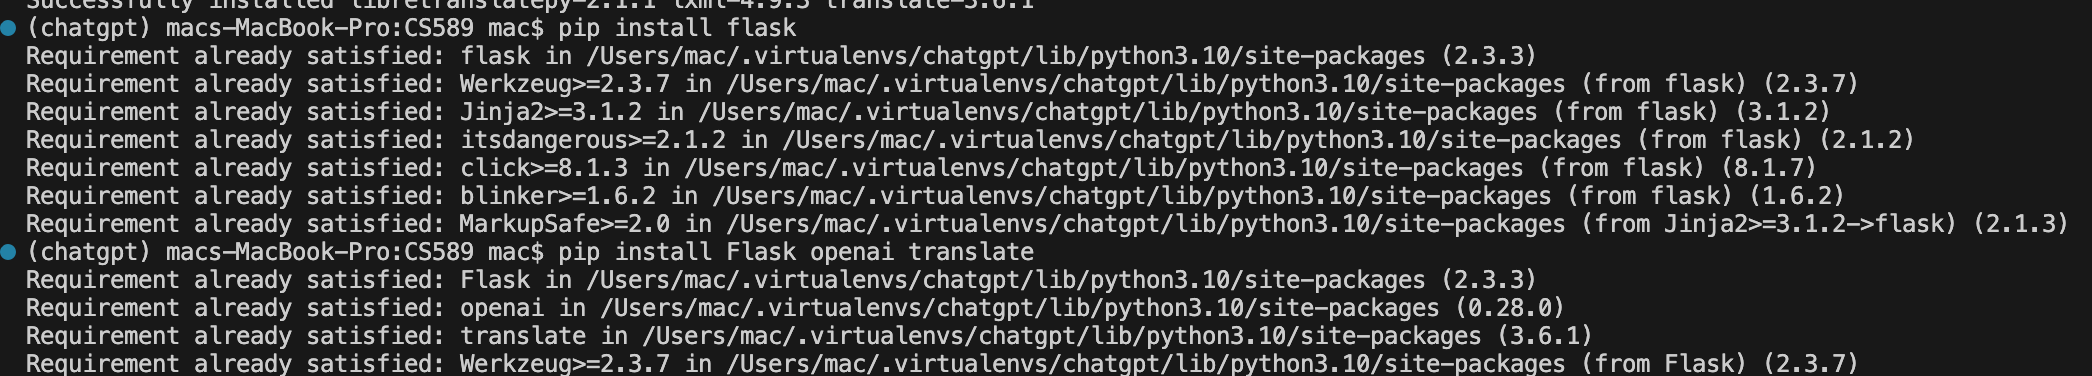 Successfully installed libretranslatepy-2.1.1 lxml-4.9.3 translate-3.6.1
(chatgpt) macs-MacBook-Pro:CS589 mac$ pip install flask
Requirement already satisfied: flask in /Users/mac/.virtualenvs/chatgpt/lib/python3.10/site-packages (2.3.3)
Requirement already satisfied: Werkzeug>=2.3.7 in /Users/mac/.virtualenvs/chatgpt/lib/python3.10/site-packages (from flask) (2.3.7)
Requirement already satisfied: Jinja2>=3.1.2 in /Users/mac/.virtualenvs/chatgpt/lib/python3.10/site-packages (from flask) (3.1.2)
Requirement already satisfied: itsdangerous>=2.1.2 in /Users/mac/.virtualenvs/chatgpt/lib/python3.10/site-packages (from flask) (2.1.2)
Requirement already satisfied: click>=8.1.3 in /Users/mac/.virtualenvs/chatgpt/lib/python3.10/site-packages (from flask) (8.1.7)
Requirement already satisfied: blinker>=1.6.2 in /Users/mac/.virtualenvs/chatgpt/lib/python3.10/site-packages (from flask) (1.6.2)
Requirement already satisfied: MarkupSafe>=2.0 in /Users/mac/.virtualenvs/chatgpt/lib/python3.10/site-packages (from Jinja2>=3.1.2->flask) (2.1.3)
(chatgpt) macs-MacBook-Pro:CS589 mac$ pip install Flask openai translate
Requirement already satisfied: Flask in /Users/mac/.virtualenvs/chatgpt/lib/python3.10/site-packages (2.3.3)
Requirement already satisfied: openai in /Users/mac/.virtualenvs/chatgpt/lib/python3.10/site-packages (0.28.0)
Requirement already satisfied: translate in /Users/mac/.virtualenvs/chatgpt/lib/python3.10/site-packages (3.6.1)
Requirement already satisfied: Werkzeug>=2.3.7 in /Users/mac/.virtualenvs/chatgpt/lib/python3.10/site-packages (from Flask) (2.3.7)